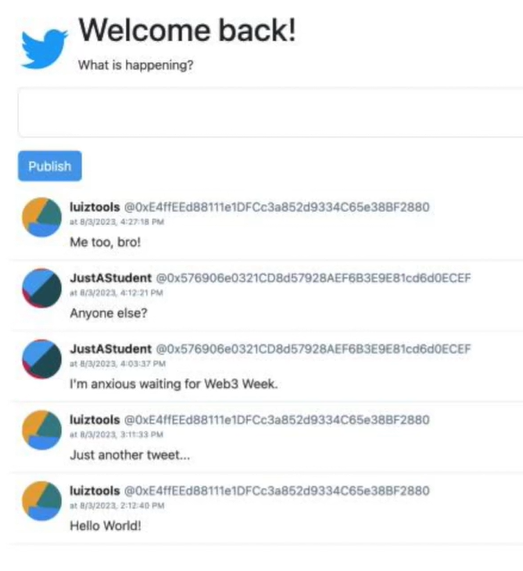 Welcome back!
What is happening?
Publish
luiztools @0xE4ffEEd88111e1DFCc3a852d9334C65e38BF2880
at 8/3/2023, 4:27:18 PM
Me too, bro!
JustAStudent @0x576906e0321CD8d57928AEF6B3E9E81cd6d0ECEF
at 8/3/2023, 4:12:21 PM
Anyone else?
JustAStudent @0x576906e0321CD8d57928AEF6B3E9E81cd6d0ECEF
at 8/3/2023, 4:03:37 PM
I'm anxious waiting for Web3 Week.
luiztools @0xE4ffEEd88111e1DFCc3a852d9334C65e38BF2880
at 8/3/2023, 3:11:33 PM
Just another tweet...
luiztools @0xE4ffEEd88111e1DFCc3a852d9334C65e38BF2880
at 8/3/2023, 2:12:40 PM
Hello World!